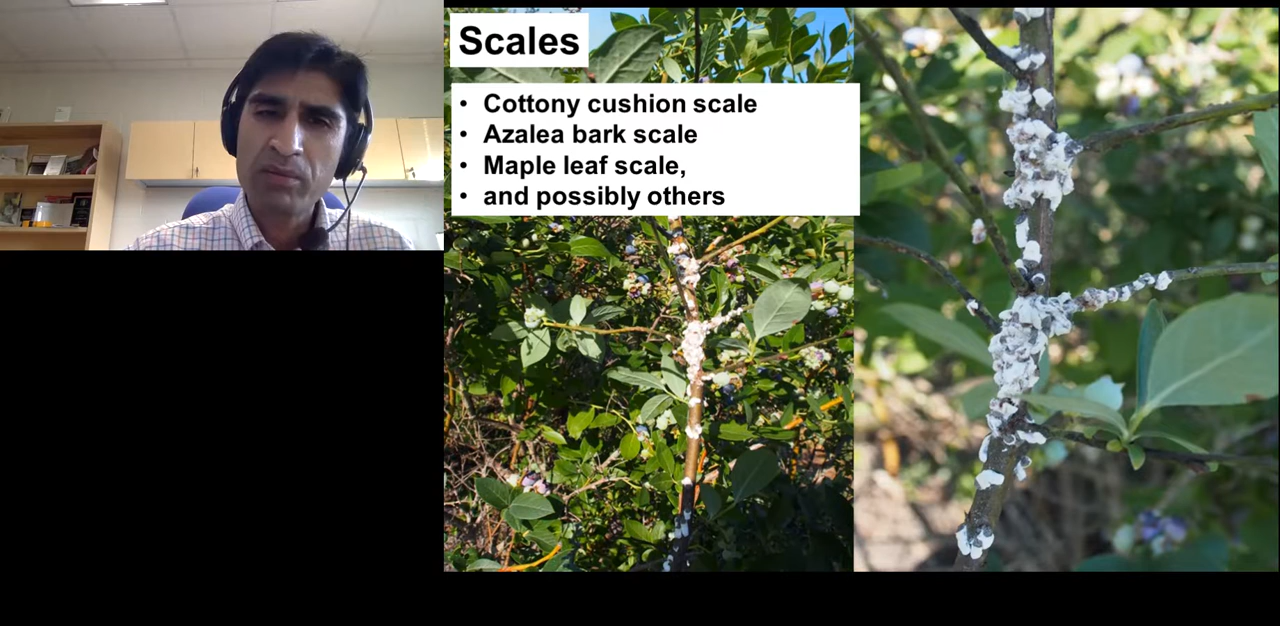 Scales
• Cottony cushion scale
• Azalea bark scale
• Maple leaf scale,
• and possibly others